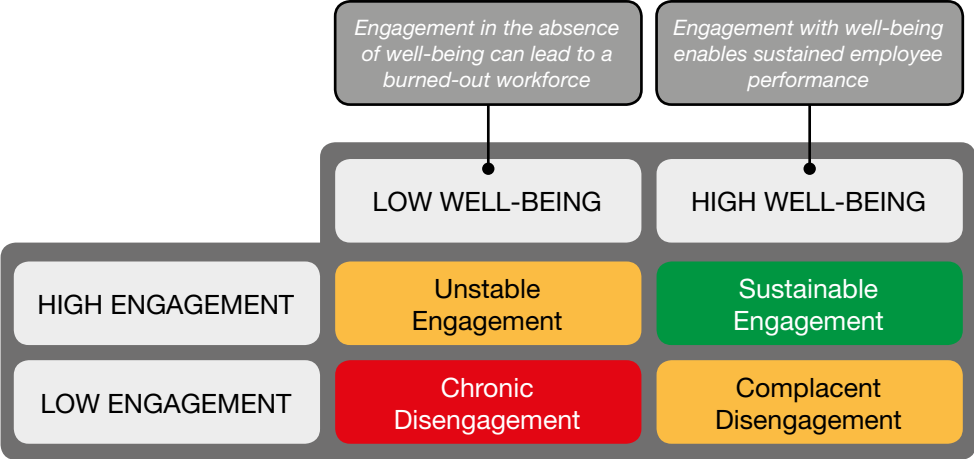 Engagement in the absence
of well-being can lead to a
burned-out workforce
Engagement with well-being
enables sustained employee
performance
LOW WELL-BEING
HIGH WELL-BEING
HIGH ENGAGEMENT
Unstable
Engagement
Sustainable
Engagement
LOW ENGAGEMENT
Chronic
Disengagement
Complacent
Disengagement